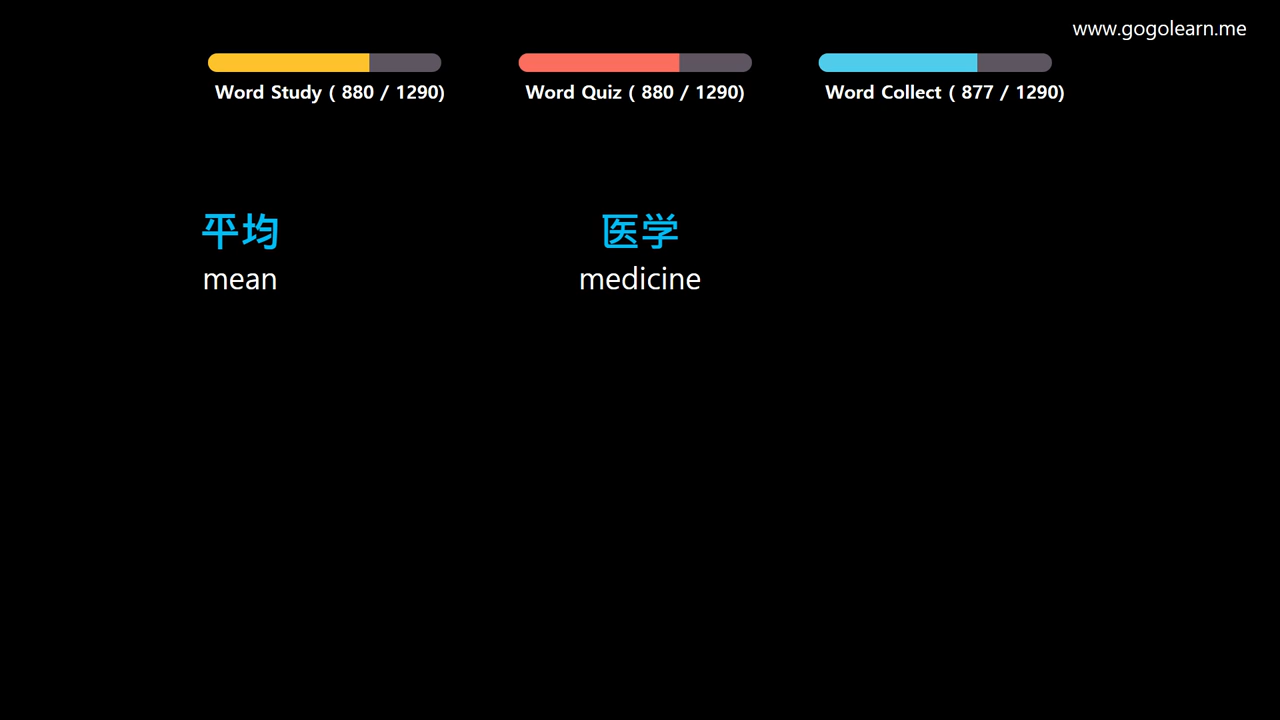 www.gogolearn.me
Word Study ( 880 / 1290)
Word Quiz ( 880 / 1290)
Word Collect ( 877 / 1290)
平均
mean
医学
medicine